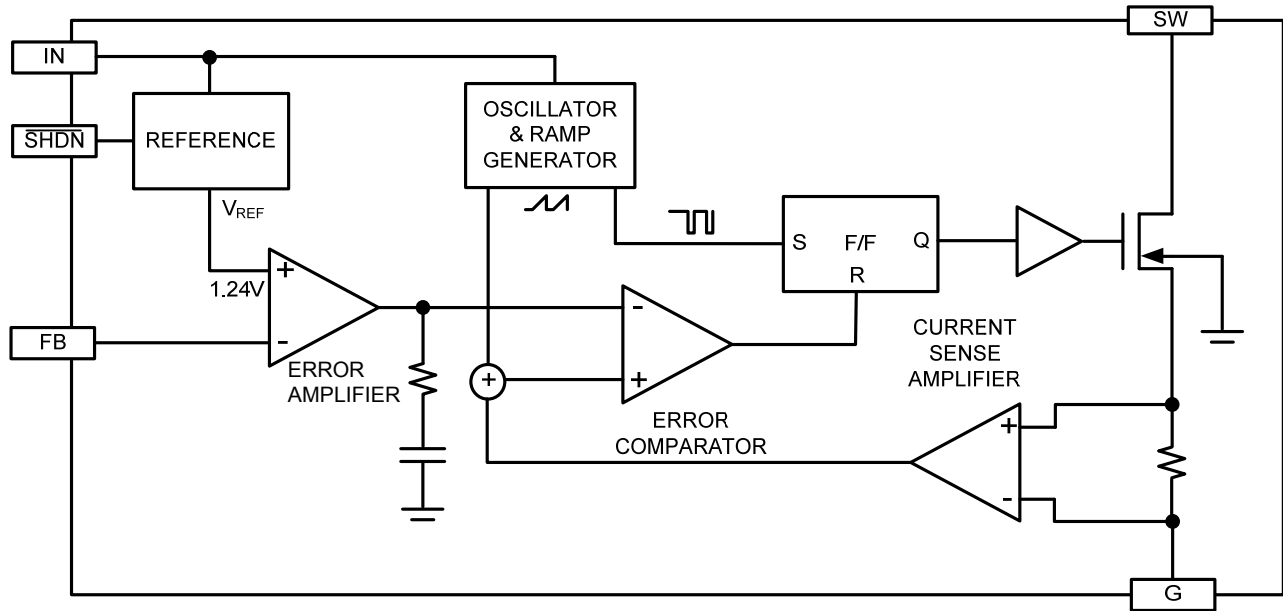 SW
IN
OSCILLATOR
& RAMP
GENERATOR
SHDN
REFERENCE
VREF
S
F/F
Q
R
+
1.24V
-
FB
ERROR
AMPLIFIER
-
+
+
ERROR
COMPARATOR
CURRENT
SENSE
AMPLIFIER
+
-
G